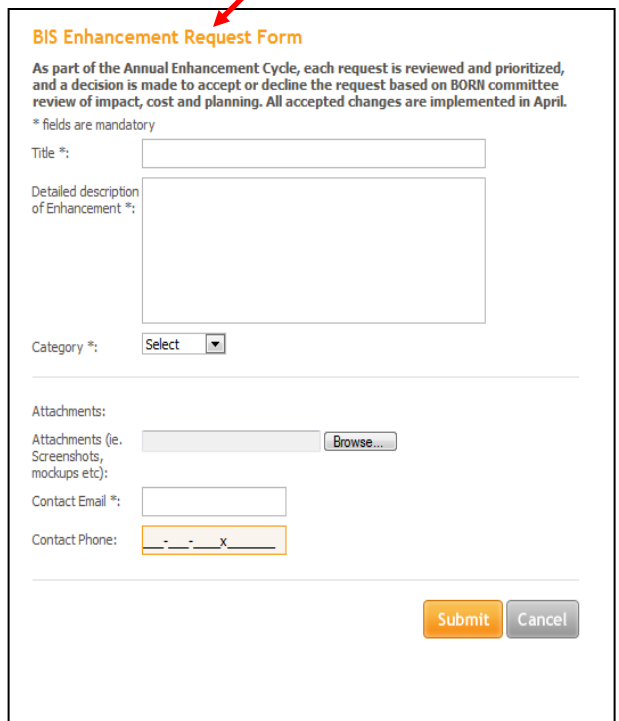 BIS Enhancement Request Form
As part of the Annual Enhancement Cycle, each request is reviewed and prioritized,
and a decision is made to accept or decline the request based on BORN committee
review of impact, cost and planning. All accepted changes are implemented in April.
* fields are mandatory
Title *:
Detailed description
of Enhancement *:
Category *: Select
Attachments:
Attachments (ie.
Screenshots,
mockups etc):
Browse...
Contact Email *:
Contact Phone: ___-___-____x_______
Submit Cancel